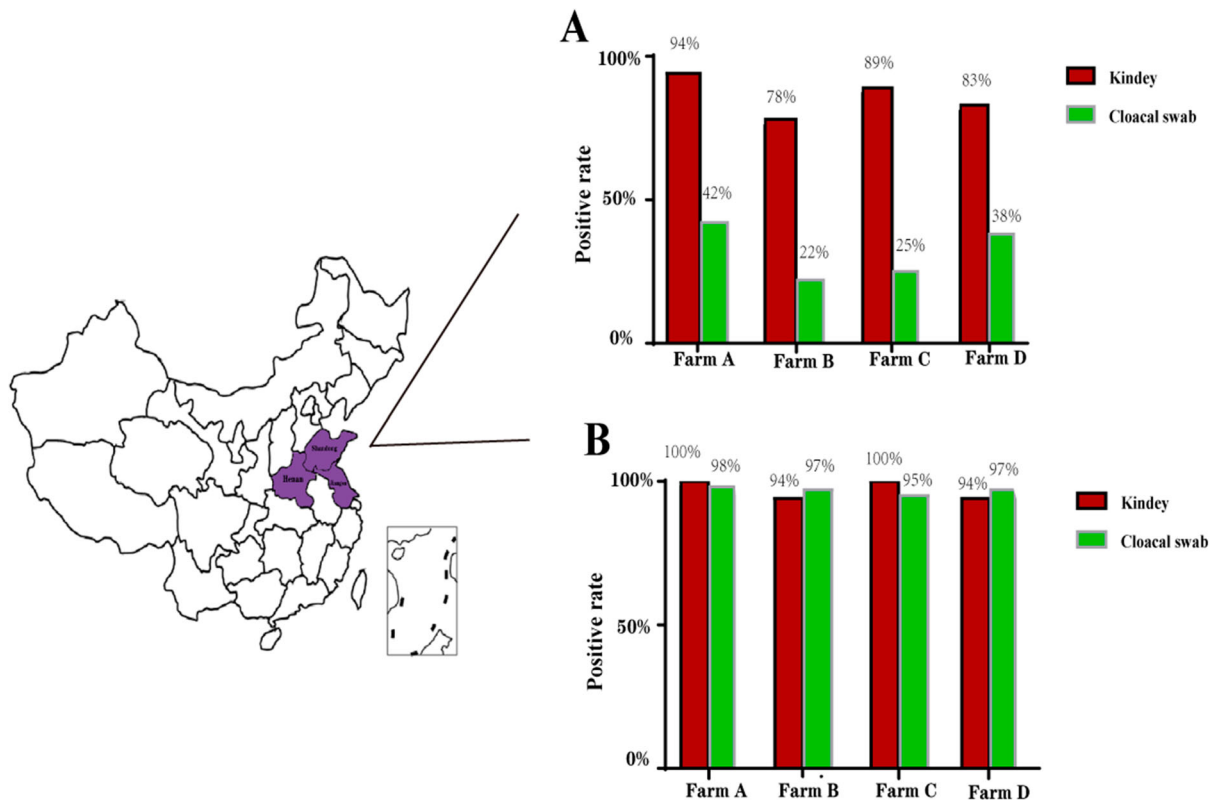 A
100%
50%
0%
Positive rate
94%
42%
78%
22%
89%
25%
83%
38%
Farm A
Farm B
Farm C
Farm D
Kindey
Cloacal swab
Shandong
Henan
B
100%
50%
0%
Positive rate
100%
98%
94%
97%
100%
95%
94%
97%
Farm A
Farm B
Farm C
Farm D
Kindey
Cloacal swab